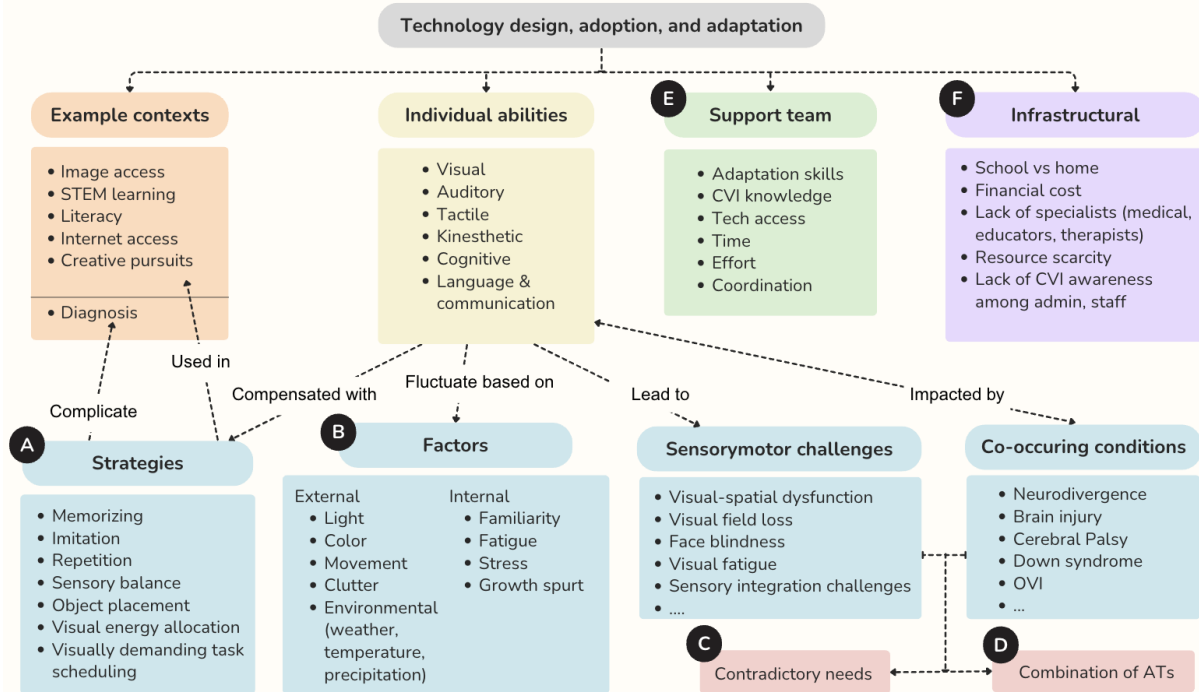 Technology design, adoption, and adaptation
Example contexts
Individual abilities
E
Support team
F
Infrastructural
• Image access
• STEM learning
• Literacy
• Internet access
• Creative pursuits
• Diagnosis
• Visual
• Auditory
• Tactile
• Kinesthetic
• Cognitive
• Language &
communication
• Adaptation skills
• CVI knowledge
• Tech access
• Time
• Effort
• Coordination
• School vs home
• Financial cost
• Lack of specialists (medical,
educators, therapists)
• Resource scarcity
• Lack of CVI awareness
among admin, staff
Complicate
Used in
Compensated with
Fluctuate based on
Lead to
Impacted by
A
Strategies
• Memorizing
• Imitation
• Repetition
• Sensory balance
• Object placement
• Visual energy allocation
• Visually demanding task
scheduling
B
Factors
External
• Light
• Color
• Movement
• Clutter
• Environmental
(weather,
temperature,
precipitation)
Internal
• Familiarity
• Fatigue
• Stress
• Growth spurt
Sensorymotor challenges
• Visual-spatial dysfunction
• Visual field loss
• Face blindness
• Visual fatigue
• Sensory integration challenges
• ....
Co-occuring conditions
• Neurodivergence
• Brain injury
• Cerebral Palsy
• Down syndrome
• OVI
• ...
C
Contradictory needs
D
Combination of ATs